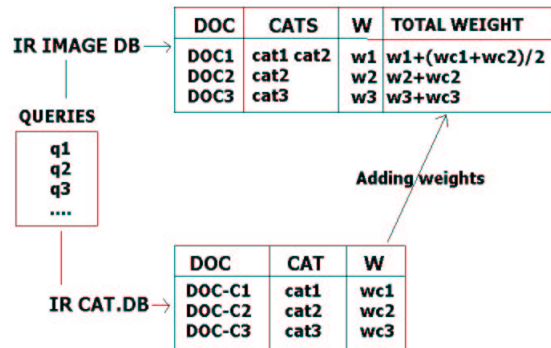 DOC CATS W TOTAL WEIGHT
IR IMAGE DB
DOC1 cat1 cat2 w1 w1+(wc1+wc2)/2
DOC2 cat2 w2 w2+wc2
DOC3 cat3 w3 w3+wc3
QUERIES
q1
q2
q3
....
Adding weights
DOC CAT W
DOC-C1 cat1 wc1
IR CAT.DB
DOC-C2 cat2 wc2
DOC-C3 cat3 wc3